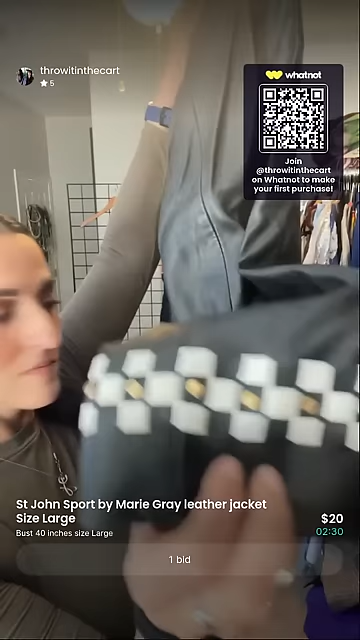 throwitinthecart
★ 5
whatnot
Join
@throwitinthecart
on Whatnot to make
your first purchase!
St John Sport by Marie Gray leather jacket
Size Large
$20
Bust 40 inches size Large
02:30
1 bid